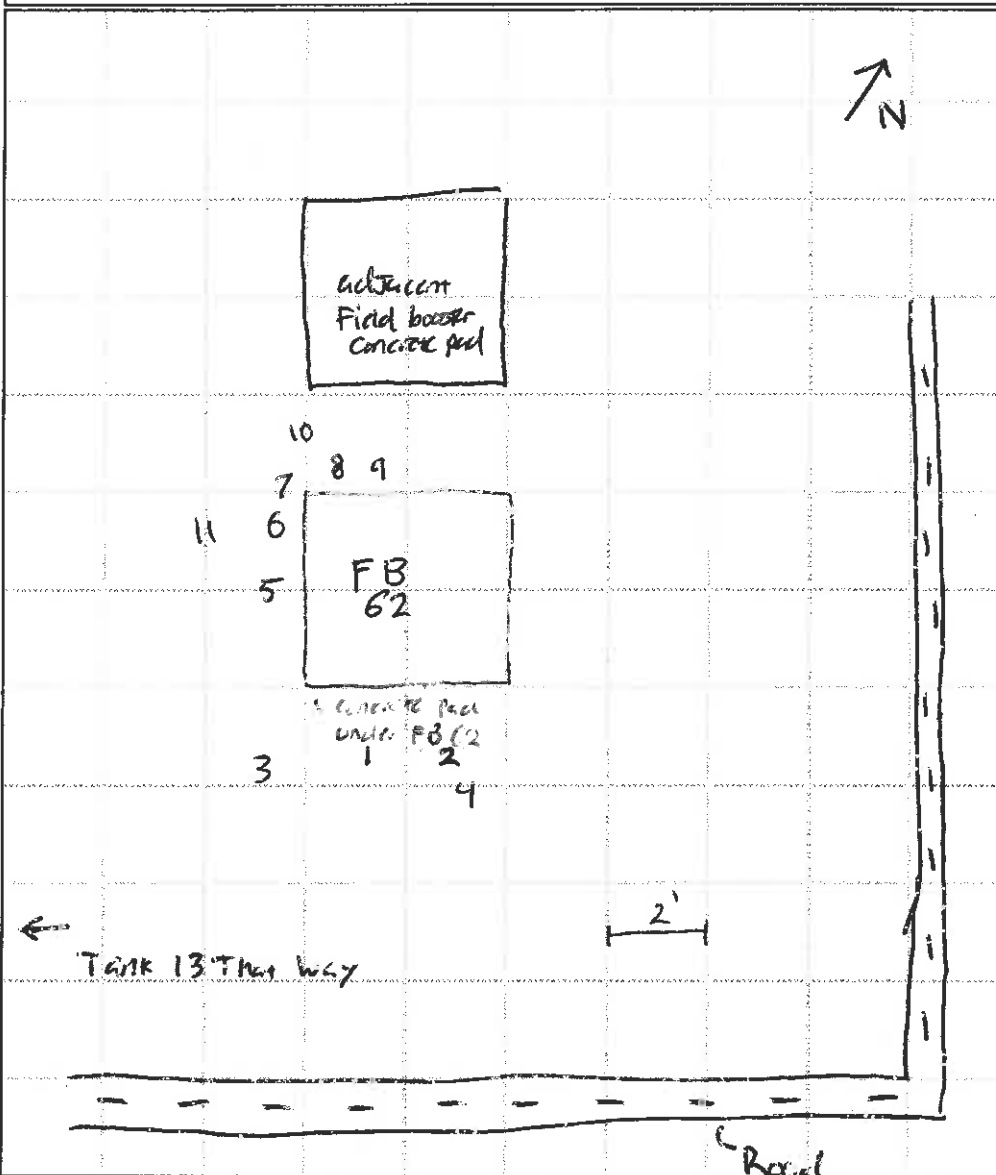 N
adjacent
Field booster
concrete pad
10
8 9
7
11 6
5
FB
62
concrete Pad
under FB 62
1 2
3
4
2'
← Tank 13 That way
Road